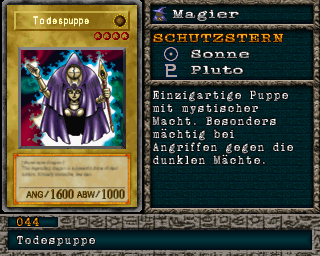 Todespuppe
ANG/1600 ABW/1000
Magier
SCHUTZSTERN
Sonne
Pluto
Einzigartige Puppe
mit mystischer
Macht. Besonders
mächtig bei
Angriffen gegen die
dunklen Mächte.
044
Todespuppe